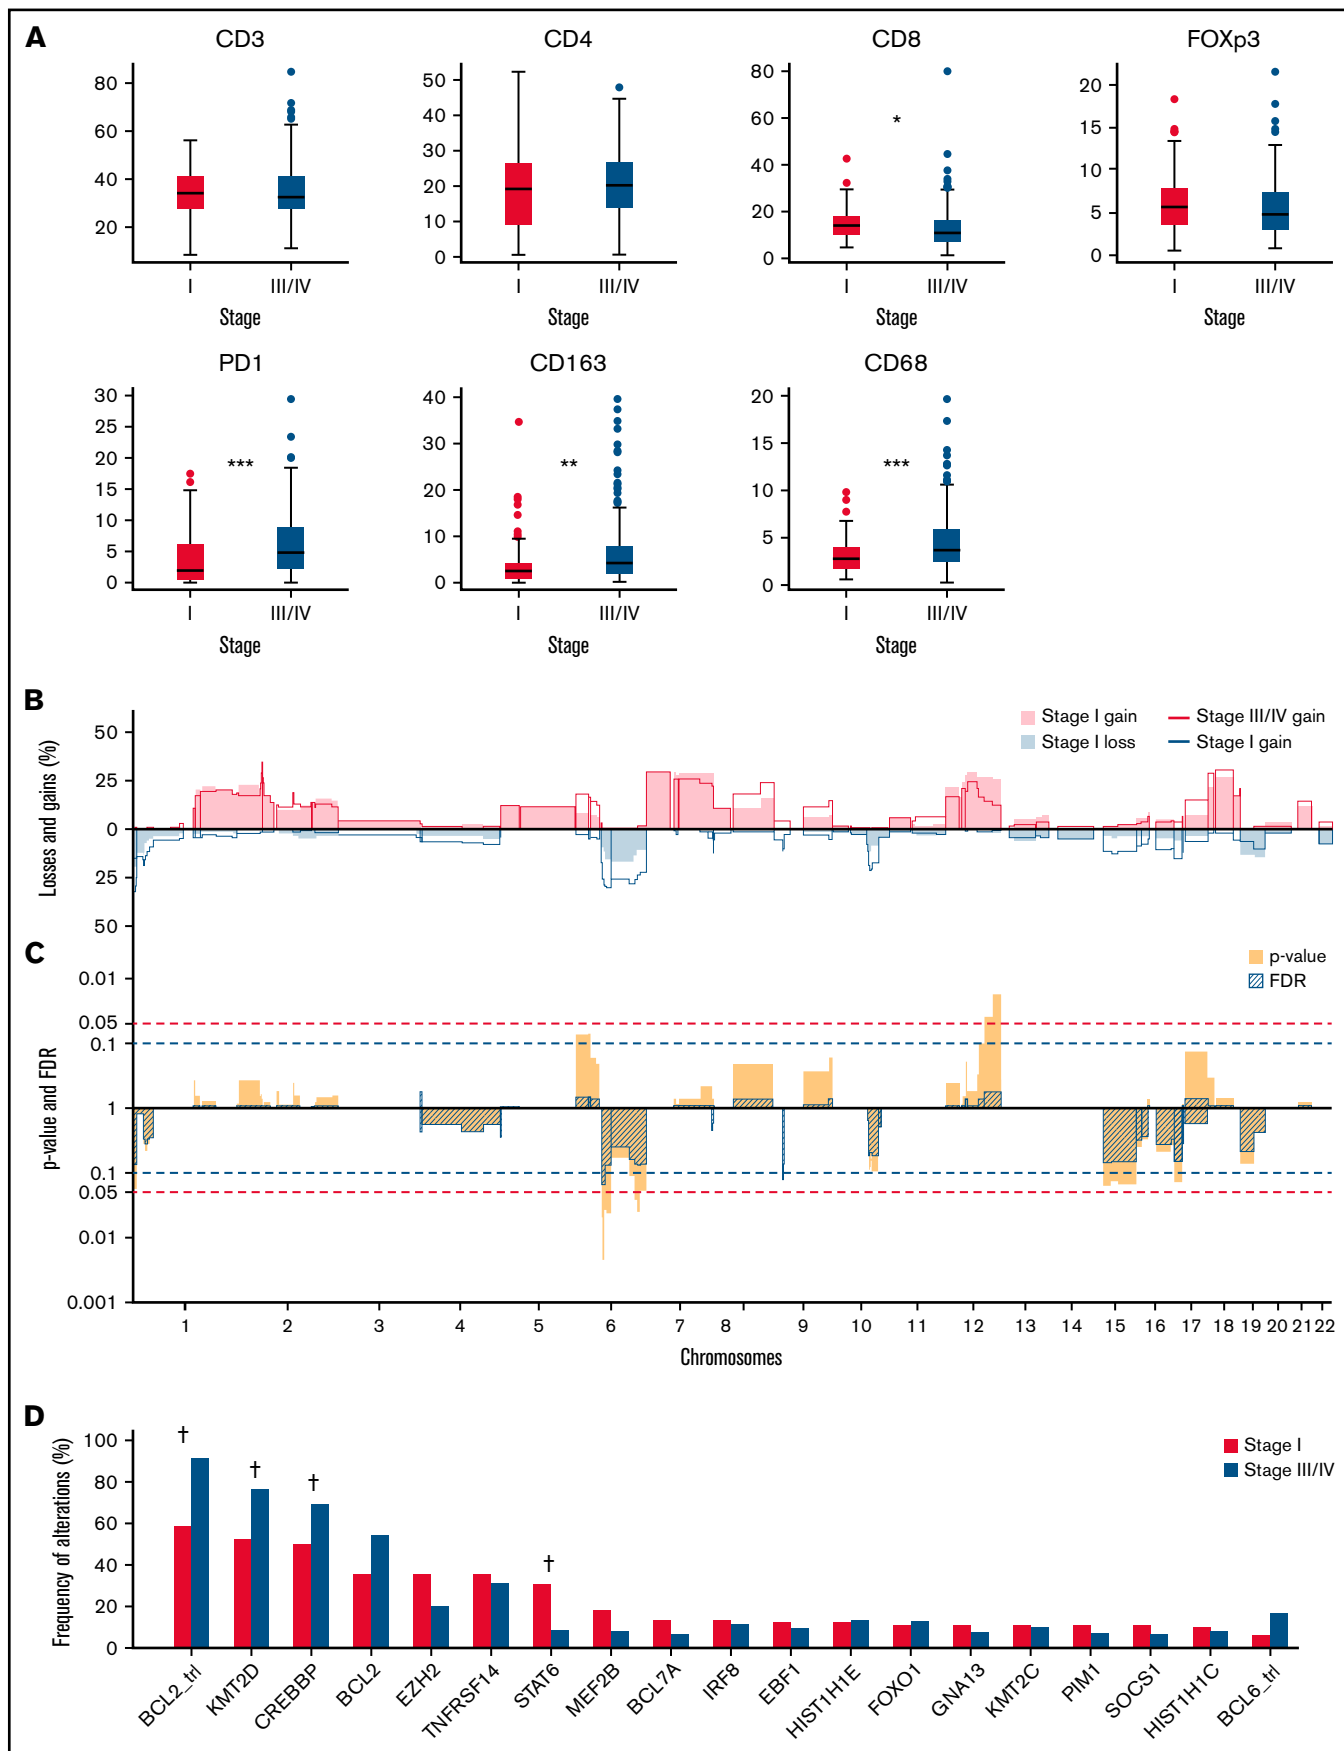 A
CD3
CD4
CD8
FOXp3
80
60
40
20
50
40
30
20
10
0
80
60
40
20
0
*
20
15
10
5
0
I
III/IV
I
III/IV
I
III/IV
I
III/IV
Stage
Stage
Stage
Stage
PD1
CD163
CD68
30
25
20
15
10
5
0
***
40
30
20
10
0
**
20
15
10
5
0
***
I
III/IV
I
III/IV
I
III/IV
Stage
Stage
Stage
B
Losses and gains (%)
50
25
0
25
50
Stage I gain
Stage III/IV gain
Stage I loss
Stage I gain
C
p-value and FDR
0.01
0.05
0.1
1
0.1
0.05
0.01
0.001
p-value
FDR
1 2 3 4 5 6 7 8 9 10 11 12 13 14 15 16 17 18 19 20 21 22
Chromosomes
D
Frequency of alterations (%)
100
80
60
40
20
0
† † † †
Stage I
Stage III/IV
BCL2_trl
KMT2D
CREBBP
BCL2
EZH2
TNFRSF14
STAT6
MEF2B
BCL7A
IRF8
EBF1
HIST1H1E
FOXO1
GNA13
KMT2C
PIM1
SOCS1
HIST1H1C
BCL6_trl